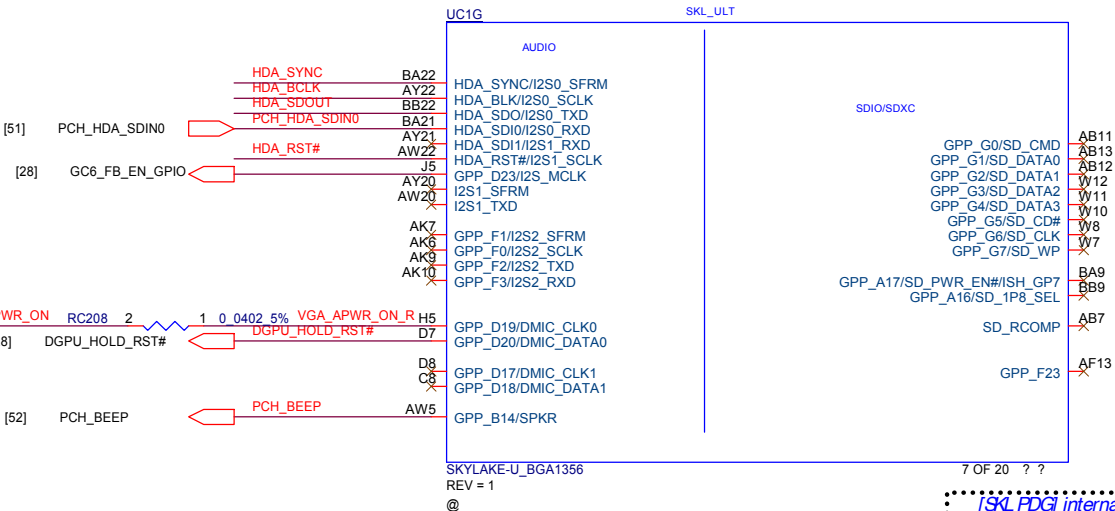 UC1G
SKL_ULT
AUDIO
SDIO/SDXC
HDA_SYNC BA22 HDA_SYNC/I2S0_SFRM
HDA_BCLK AY22 HDA_BLK/I2S0_SCLK
HDA_SDOUT BB22 HDA_SDO/I2S0_TXD
[51] PCH_HDA_SDIN0 PCH_HDA_SDIN0 BA21 HDA_SDI0/I2S0_RXD
AY21 HDA_SDI1/I2S1_RXD
HDA_RST# AW22 HDA_RST#/I2S1_SCLK
[28] GC6_FB_EN_GPIO J5 GPP_D23/I2S_MCLK
AY20 I2S1_SFRM
AW20 I2S1_TXD
AK7 GPP_F1/I2S2_SFRM
AK6 GPP_F0/I2S2_SCLK
AK9 GPP_F2/I2S2_TXD
AK10 GPP_F3/I2S2_RXD
PWR_ON RC208 2 1 0_0402_5% VGA_APWR_ON_R H5 GPP_D19/DMIC_CLK0
8] DGPU_HOLD_RST# DGPU_HOLD_RST# D7 GPP_D20/DMIC_DATA0
D8 GPP_D17/DMIC_CLK1
C8 GPP_D18/DMIC_DATA1
[52] PCH_BEEP PCH_BEEP AW5 GPP_B14/SPKR
GPP_G0/SD_CMD AB11
GPP_G1/SD_DATA0 AB13
GPP_G2/SD_DATA1 AB12
GPP_G3/SD_DATA2 W12
GPP_G4/SD_DATA3 W11
GPP_G5/SD_CD# W10
GPP_G6/SD_CLK W8
GPP_G7/SD_WP W7
GPP_A17/SD_PWR_EN#/ISH_GP7 BA9
GPP_A16/SD_1P8_SEL BB9
SD_RCOMP AB7
GPP_F23 AF13
SKYLAKE-U_BGA1356
7 OF 20 ? ?
REV = 1
@
[SKL PDG] interna